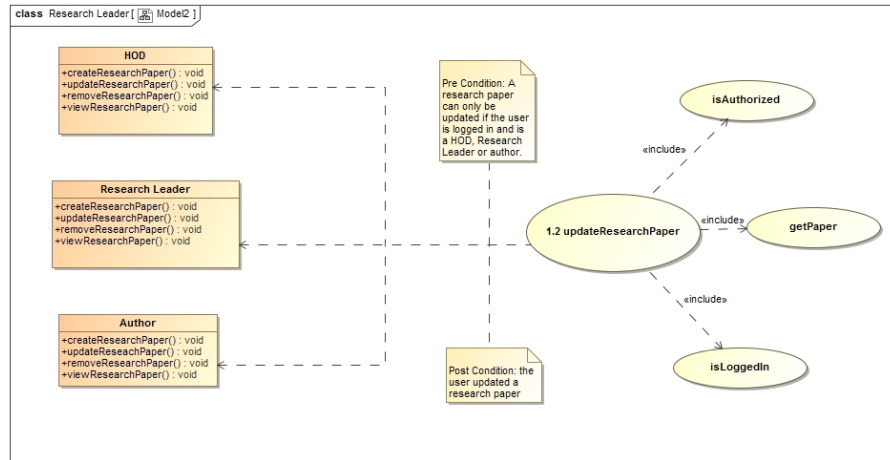 class Research Leader [ Model2 ]
HOD
+createResearchPaper() : void
+updateResearchPaper() : void
+removeResearchPaper() : void
+viewResearchPaper() : void
Research Leader
+createResearchPaper() : void
+updateResearchPaper() : void
+removeResearchPaper() : void
+viewResearchPaper() : void
Author
+createResearchPaper() : void
+updateResearchPaper() : void
+removeResearchPaper() : void
+viewResearchPaper() : void
Pre Condition: A
research paper
can only be
updated if the user
is logged in and is
a HOD, Research
Leader or author.
Post Condition: the
user updated a
research paper
1.2 updateResearchPaper
«include»
isAuthorized
«include»
getPaper
«include»
isLoggedIn